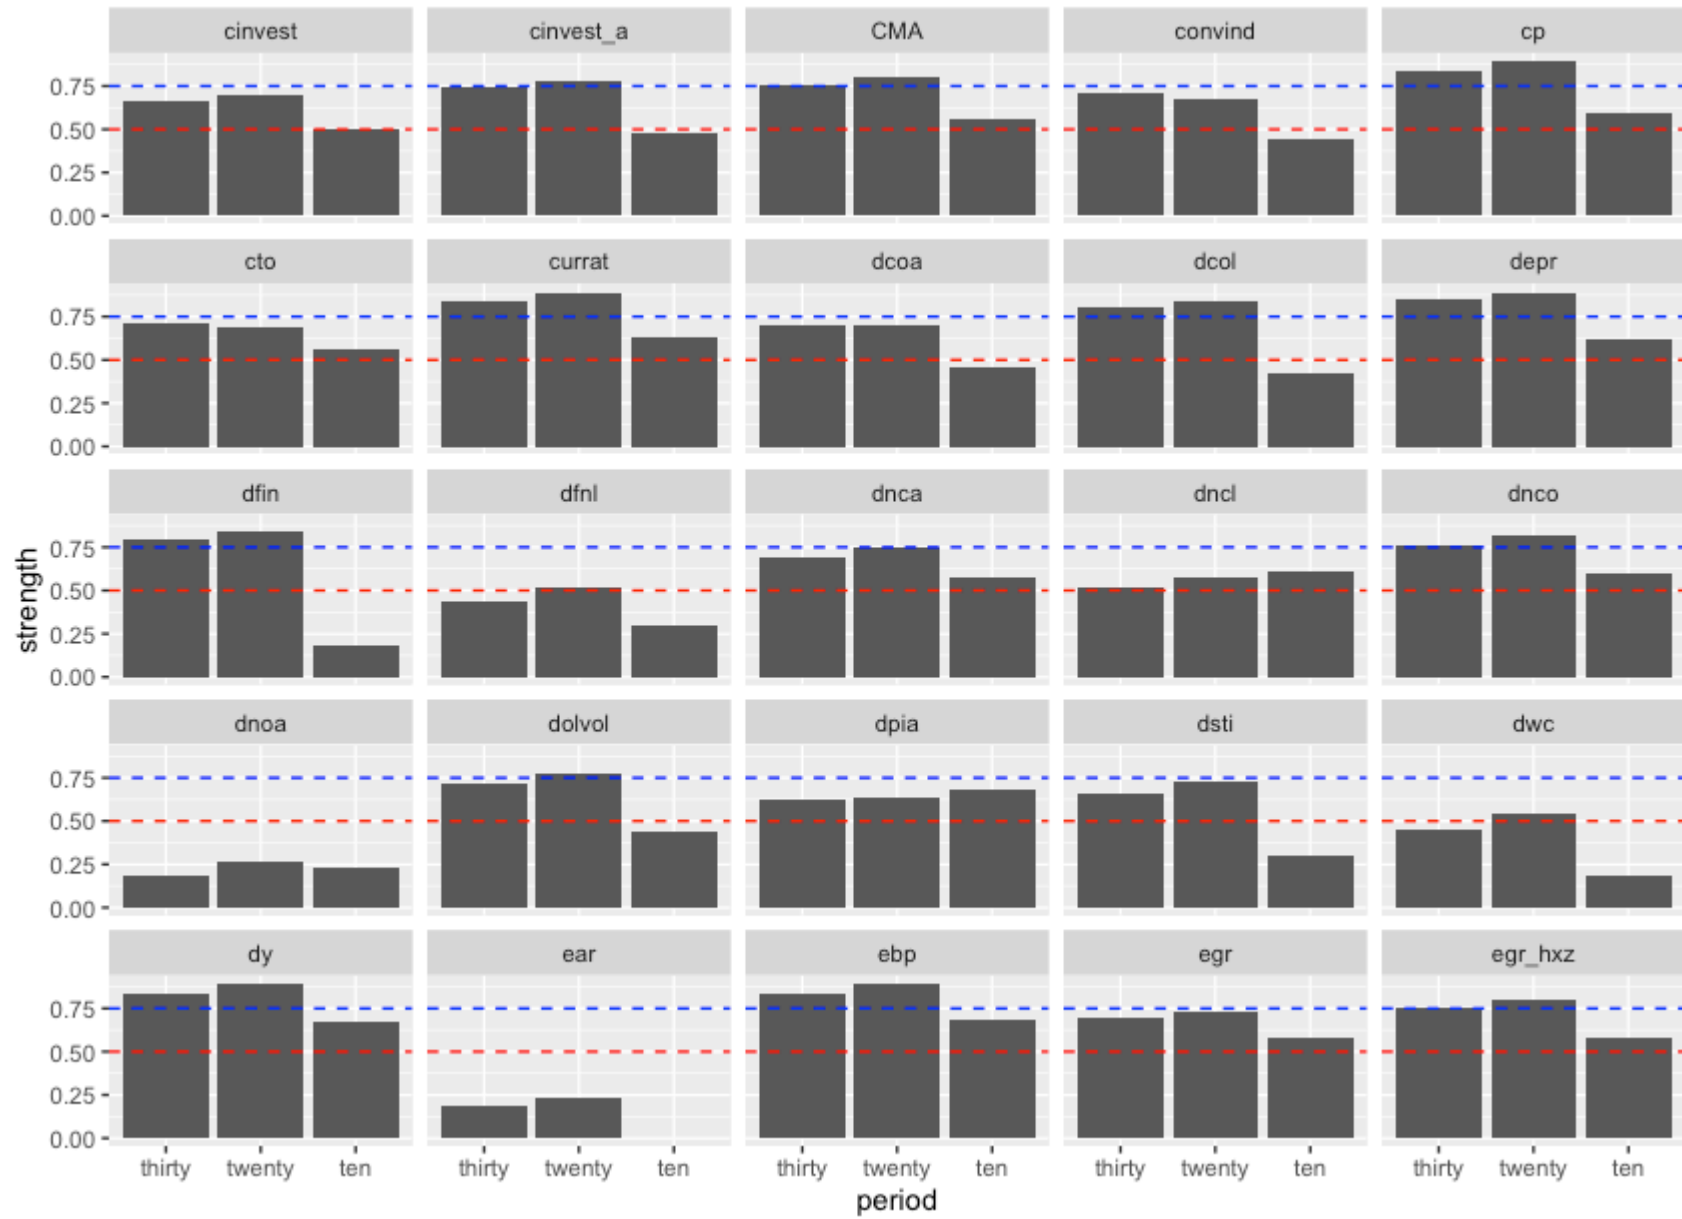 cinvest cinvest_a CMA convind cp
0.75
0.50
0.25
0.00
cto currat dcoa dcol depr
0.75
0.50
0.25
0.00
dfin dfnl dnca dncl dnco
0.75
0.50
0.25
0.00
strength
dnoa dolvol dpia dsti dwc
0.75
0.50
0.25
0.00
dy ear ebp egr egr_hxz
0.75
0.50
0.25
0.00
thirty twenty ten thirty twenty ten thirty twenty ten thirty twenty ten thirty twenty ten
period